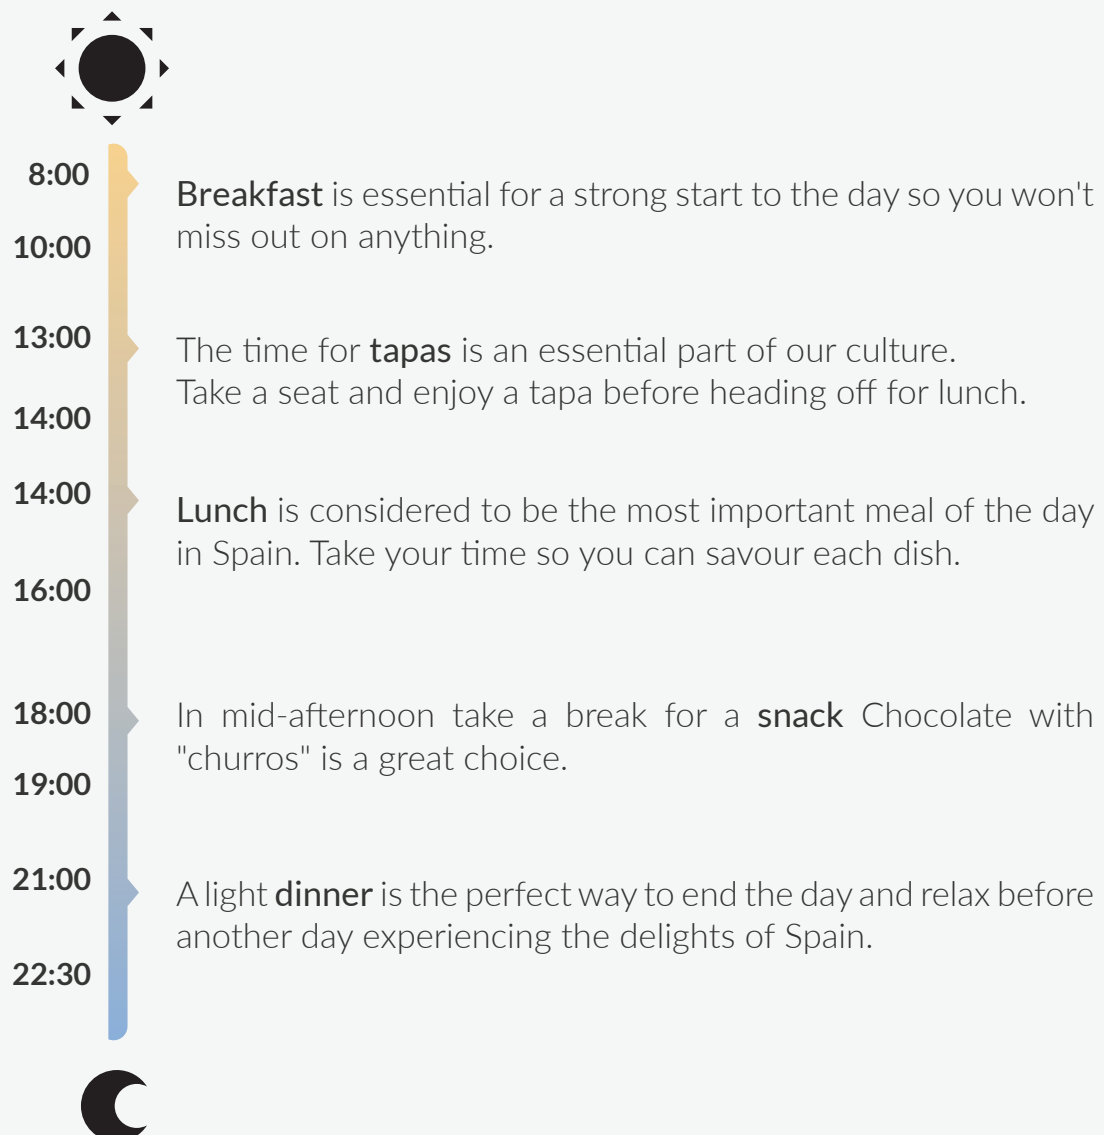 8:00
Breakfast is essential for a strong start to the day so you won't
miss out on anything.
10:00
13:00
The time for tapas is an essential part of our culture.
Take a seat and enjoy a tapa before heading off for lunch.
14:00
14:00
Lunch is considered to be the most important meal of the day
in Spain. Take your time so you can savour each dish.
16:00
18:00
In mid-afternoon take a break for a snack Chocolate with
"churros" is a great choice.
19:00
21:00
A light dinner is the perfect way to end the day and relax before
another day experiencing the delights of Spain.
22:30